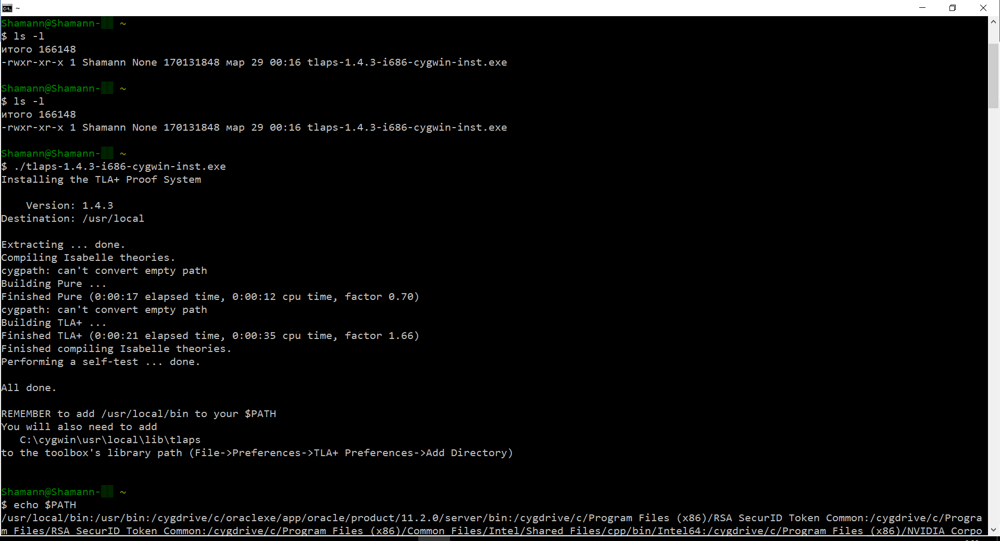 ~
Shamann@Shamann-▒▒ ~
$ ls -l
итого 166148
-rwxr-xr-x 1 Shamann None 170131848 мар 29 00:16 tlaps-1.4.3-i686-cygwin-inst.exe
Shamann@Shamann-▒▒ ~
$ ls -l
итого 166148
-rwxr-xr-x 1 Shamann None 170131848 мар 29 00:16 tlaps-1.4.3-i686-cygwin-inst.exe
Shamann@Shamann-▒▒ ~
$ ./tlaps-1.4.3-i686-cygwin-inst.exe
Installing the TLA+ Proof System
Version: 1.4.3
Destination: /usr/local
Extracting ... done.
Compiling Isabelle theories.
cygpath: can't convert empty path
Building Pure ...
Finished Pure (0:00:17 elapsed time, 0:00:12 cpu time, factor 0.70)
cygpath: can't convert empty path
Building TLA+ ...
Finished TLA+ (0:00:21 elapsed time, 0:00:35 cpu time, factor 1.66)
Finished compiling Isabelle theories.
Performing a self-test ... done.
All done.
REMEMBER to add /usr/local/bin to your $PATH
You will also need to add
C:\cygwin\usr\local\lib\tlaps
to the toolbox's library path (File->Preferences->TLA+ Preferences->Add Directory)
Shamann@Shamann-▒▒ ~
$ echo $PATH
/usr/local/bin:/usr/bin:/cygdrive/c/oraclexe/app/oracle/product/11.2.0/server/bin:/cygdrive/c/Program Files (x86)/RSA SecurID Token Common:/cygdrive/c/Progra
m Files/RSA SecurID Token Common:/cygdrive/c/Program Files (x86)/Common Files/Intel/Shared Files/cpp/bin/Intel64:/cygdrive/c/Program Files (x86)/NVIDIA Corpo